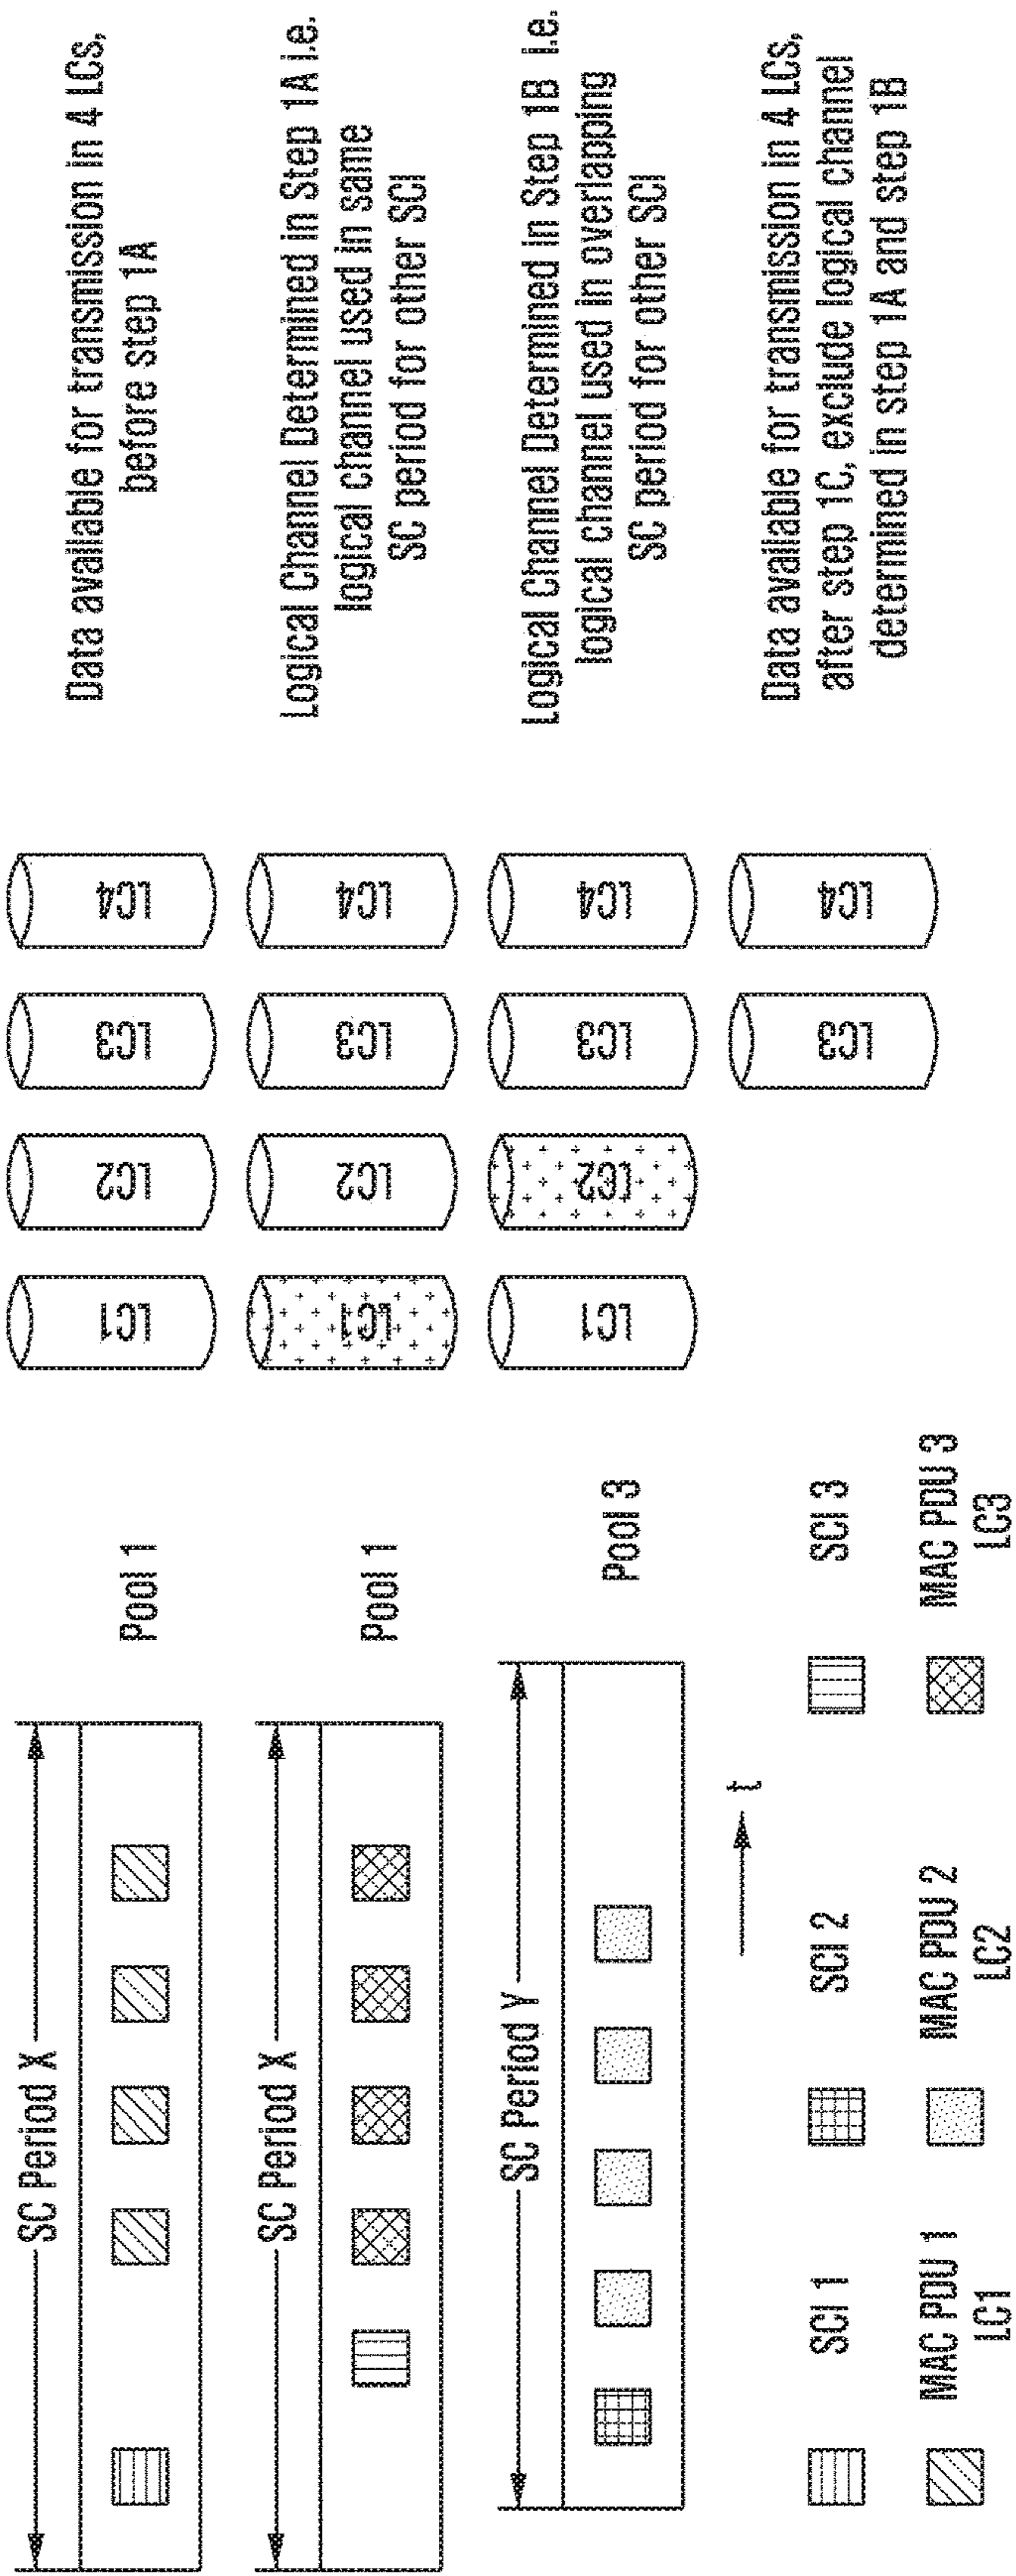 SC Period X
Pool 1
LC1
LC2
LC3
LC4
Data available for transmission in 4 LCs,
before step 1A
SC Period X
Pool 1
LC1
LC2
LC3
LC4
Logical Channel Determined in Step 1A i.e.
logical channel used in same
SC period for other SCI
SC Period Y
Pool 3
LC1
LC2
LC3
LC4
Logical Channel Determined in Step 1B i.e.
logical channel used in overlapping
SC period for other SCI
t
LC3
LC4
Data available for transmission in 4 LCs,
after step 1C, exclude logical channel
determined in step 1A and step 1B
SCI 1
SCI 2
SCI 3
MAC PDU 1
LC1
MAC PDU 2
LC2
MAC PDU 3
LC3